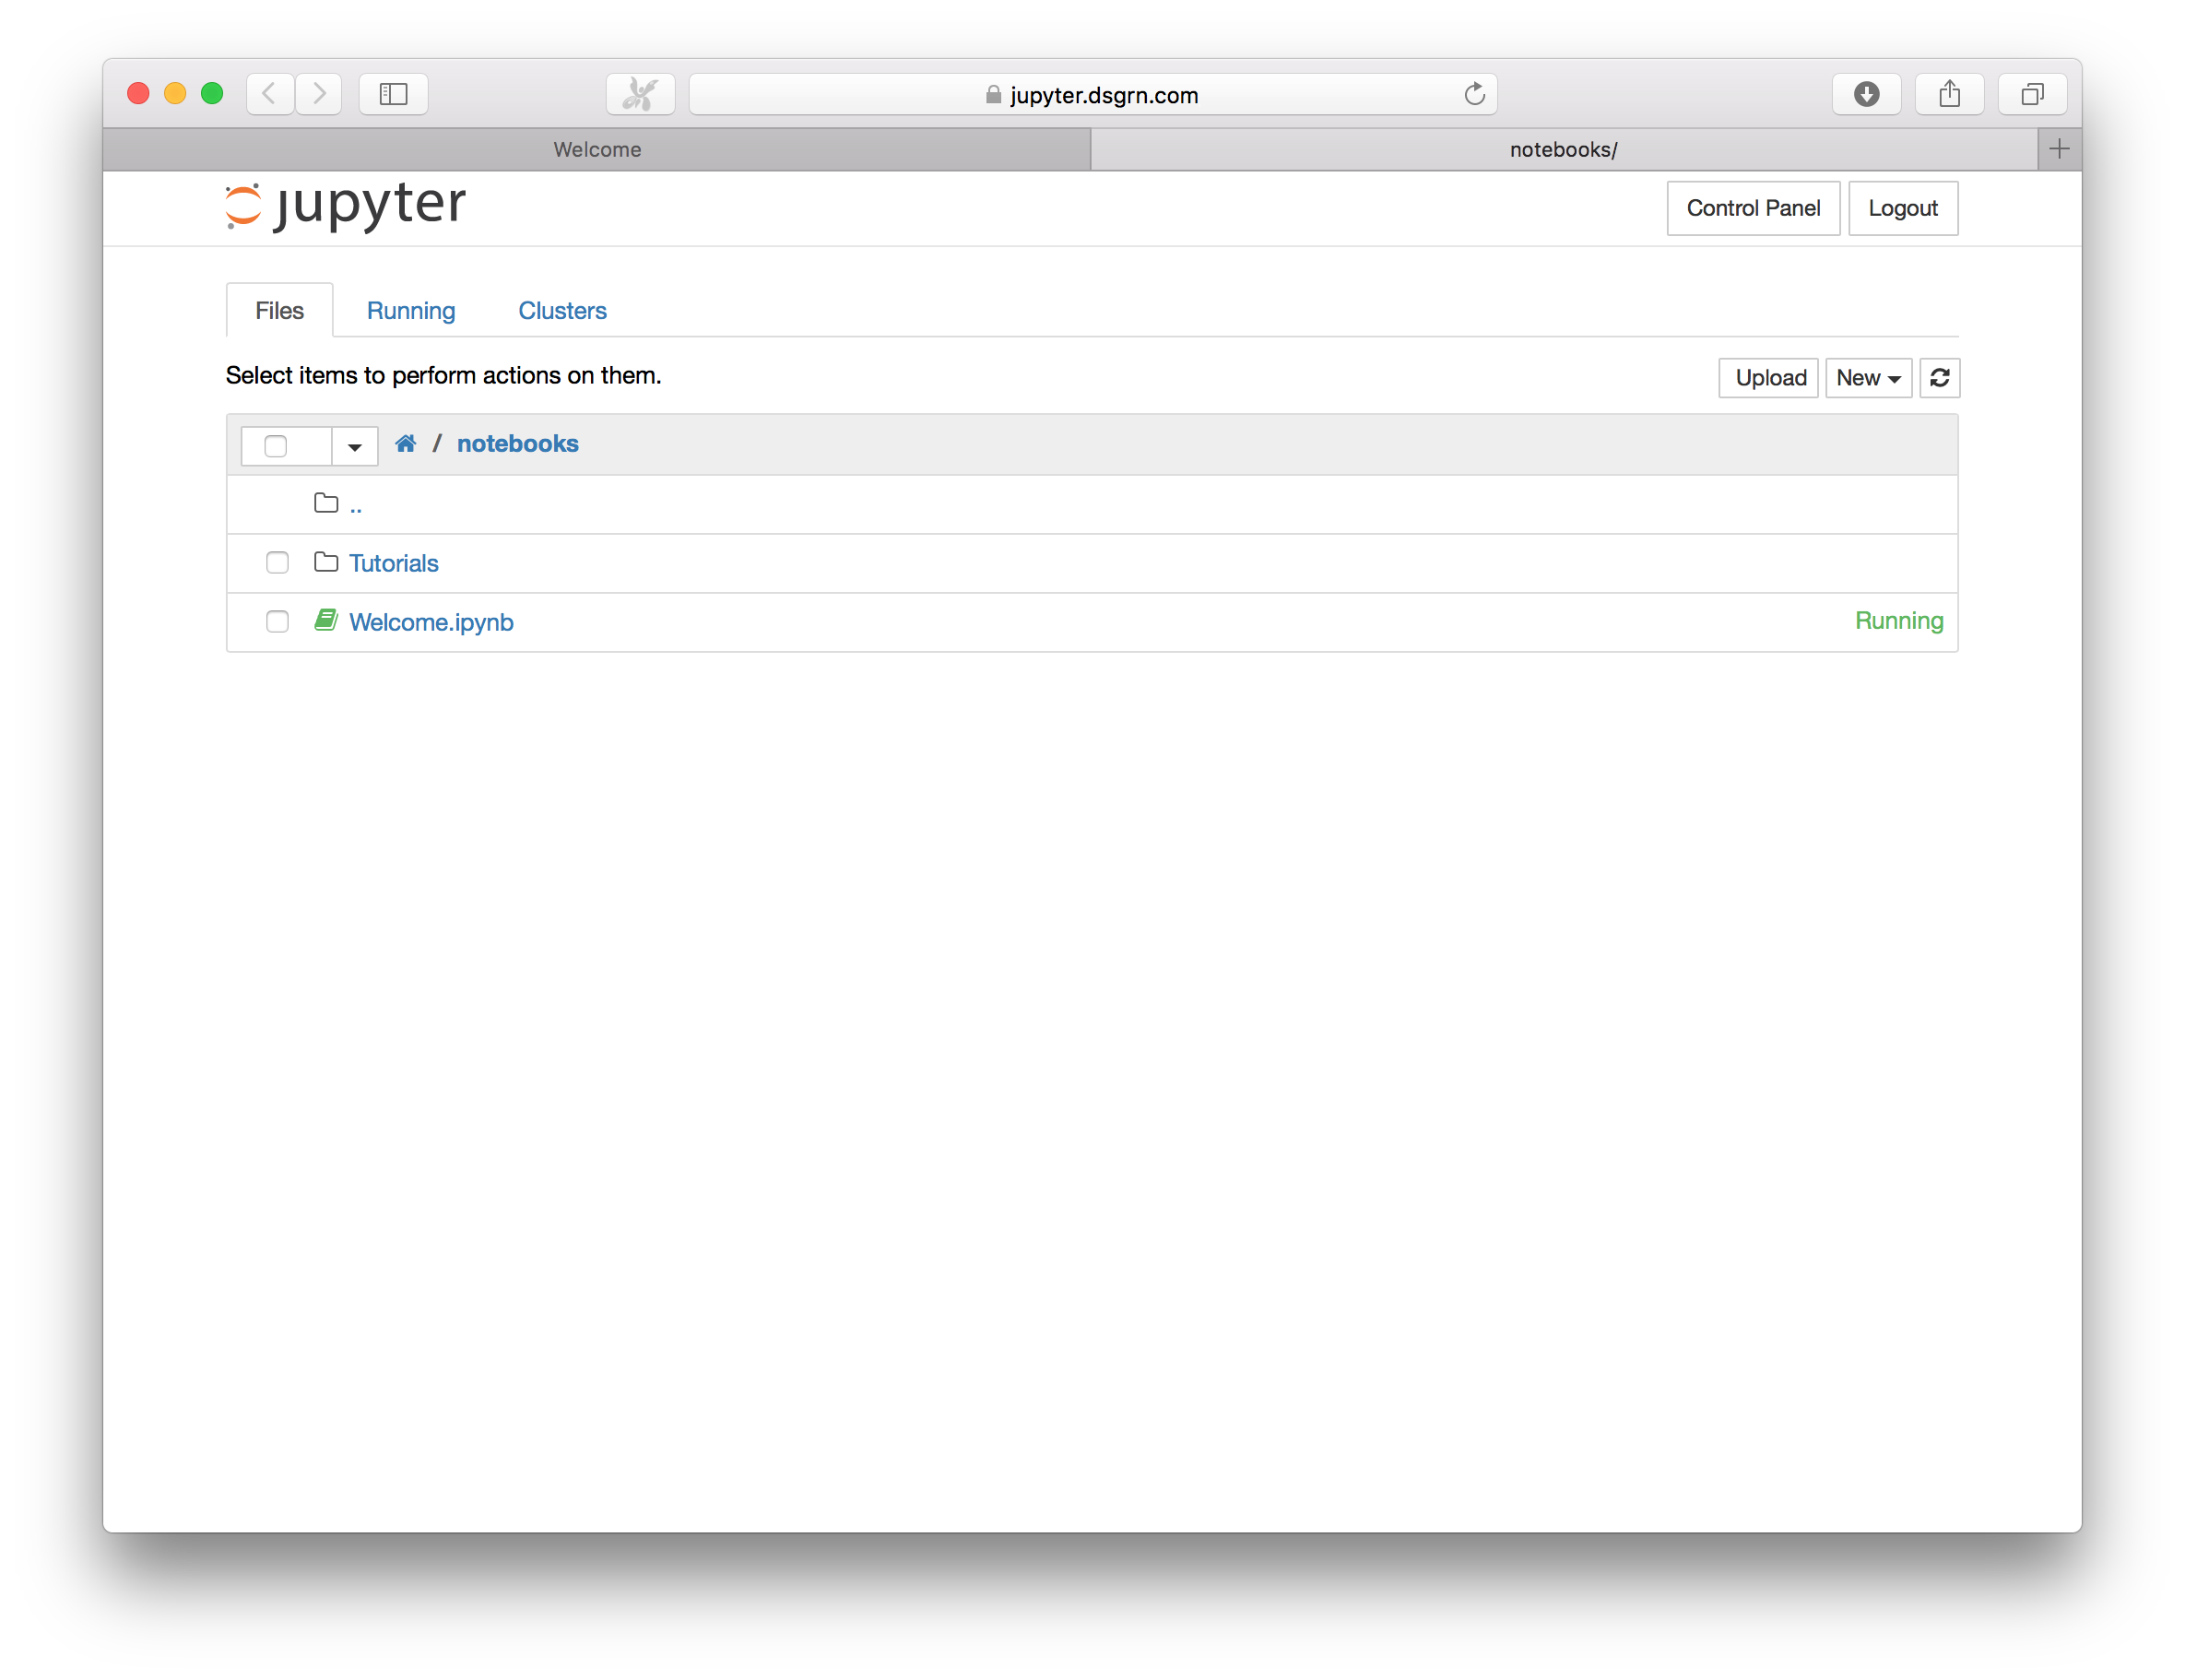 jupyter.dsgrn.com
Welcome
notebooks/
jupyter
Control Panel
Logout
Files
Running
Clusters
Select items to perform actions on them.
Upload
New
/ notebooks
..
Tutorials
Welcome.ipynb
Running